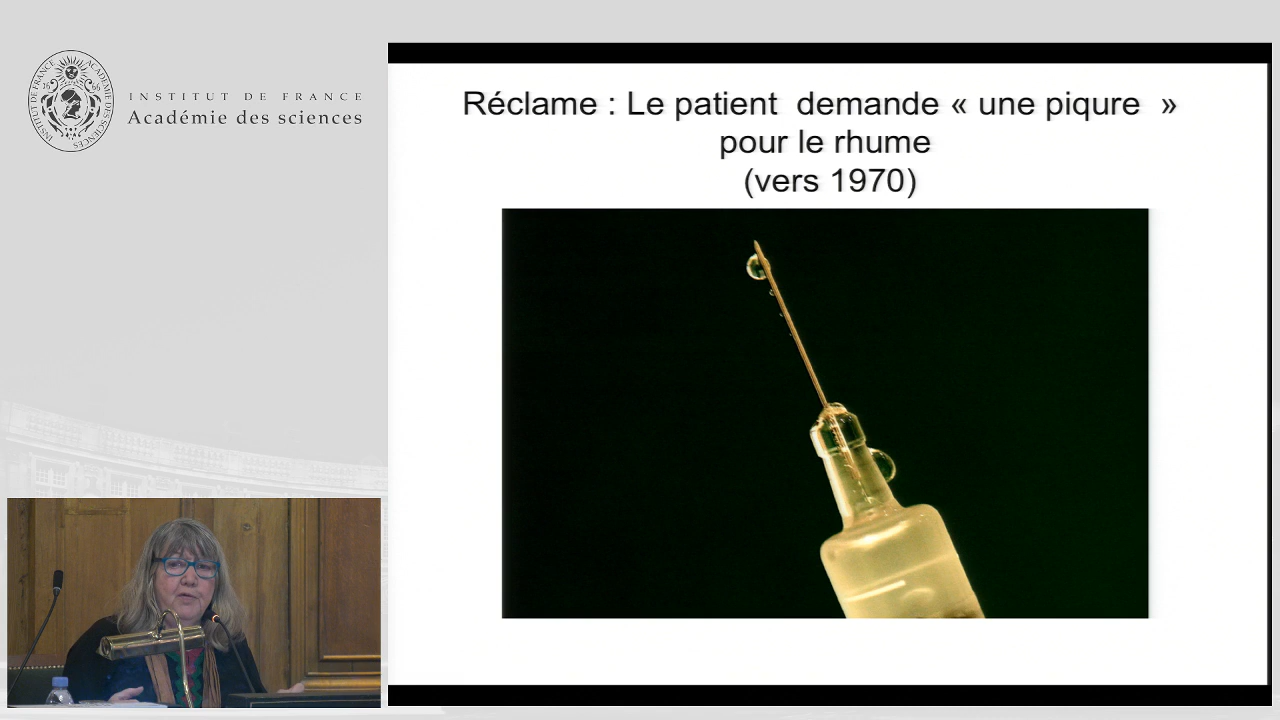 INSTITUT DE FRANCE
Académie des sciences
Réclame : Le patient demande « une piqure »
pour le rhume
(vers 1970)